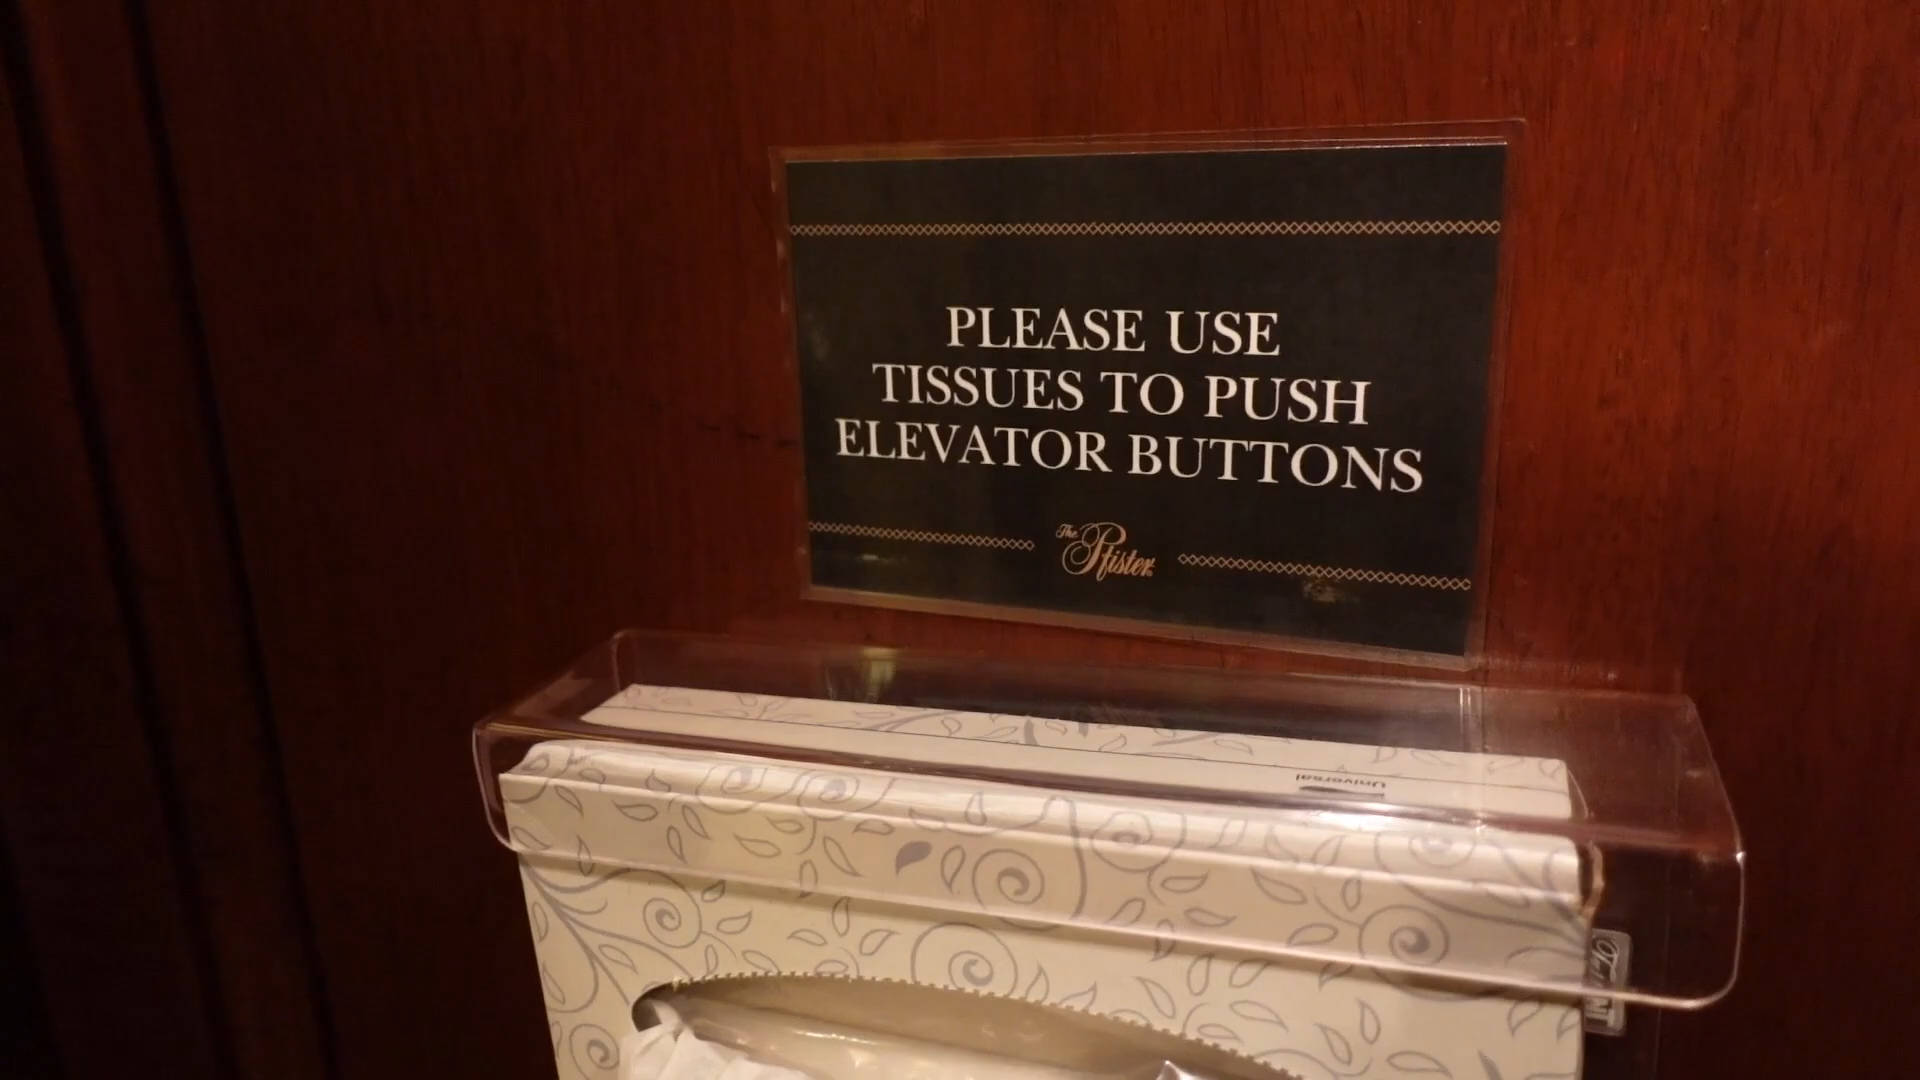 PLEASE USE
TISSUES TO PUSH
ELEVATOR BUTTONS
The Pfister
Universal